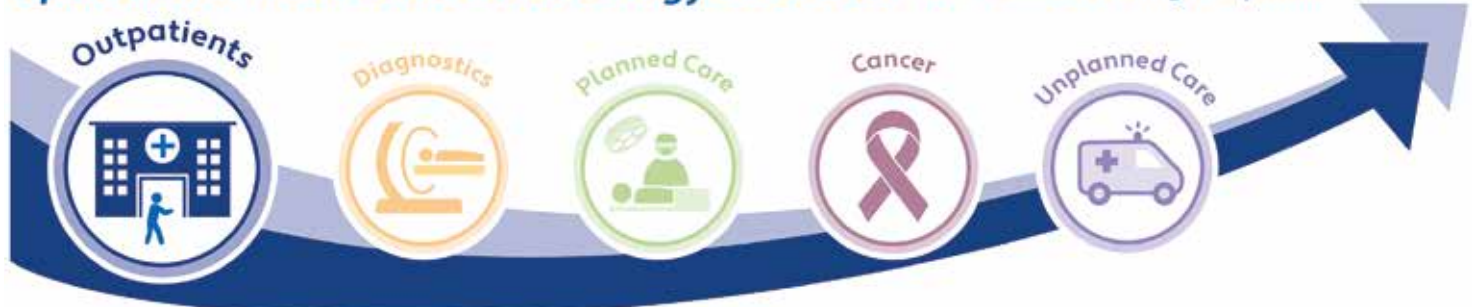 Outpatients
Diagnostics
Planned Care
Cancer
Unplanned Care